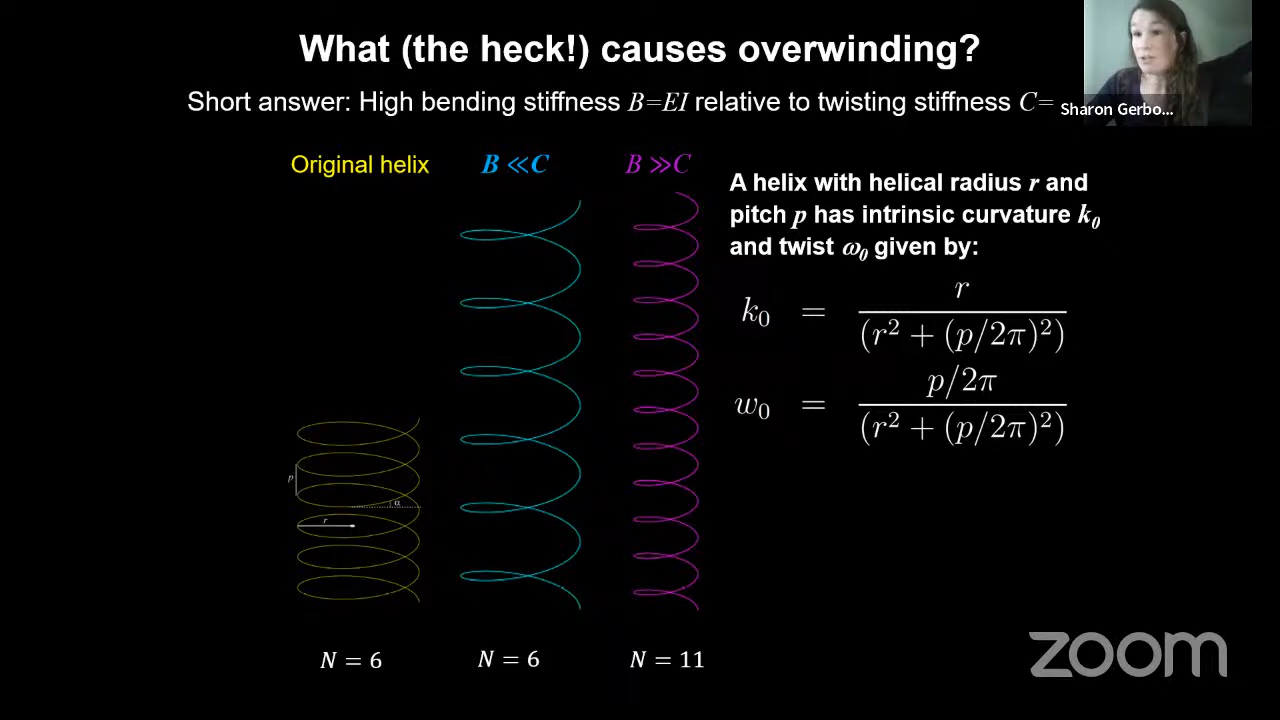 What (the heck!) causes overwinding?
Short answer: High bending stiffness B=EI relative to twisting stiffness C=
Sharon Gerbo...
Original helix
B ≪C
B ≫C
A helix with helical radius r and
pitch p has intrinsic curvature k₀
and twist ω₀ given by:
k₀ = r / (r² + (p/2π)²)
w₀ = p/2π / (r² + (p/2π)²)
p
α
r
N = 6
N = 6
N = 11
zoom